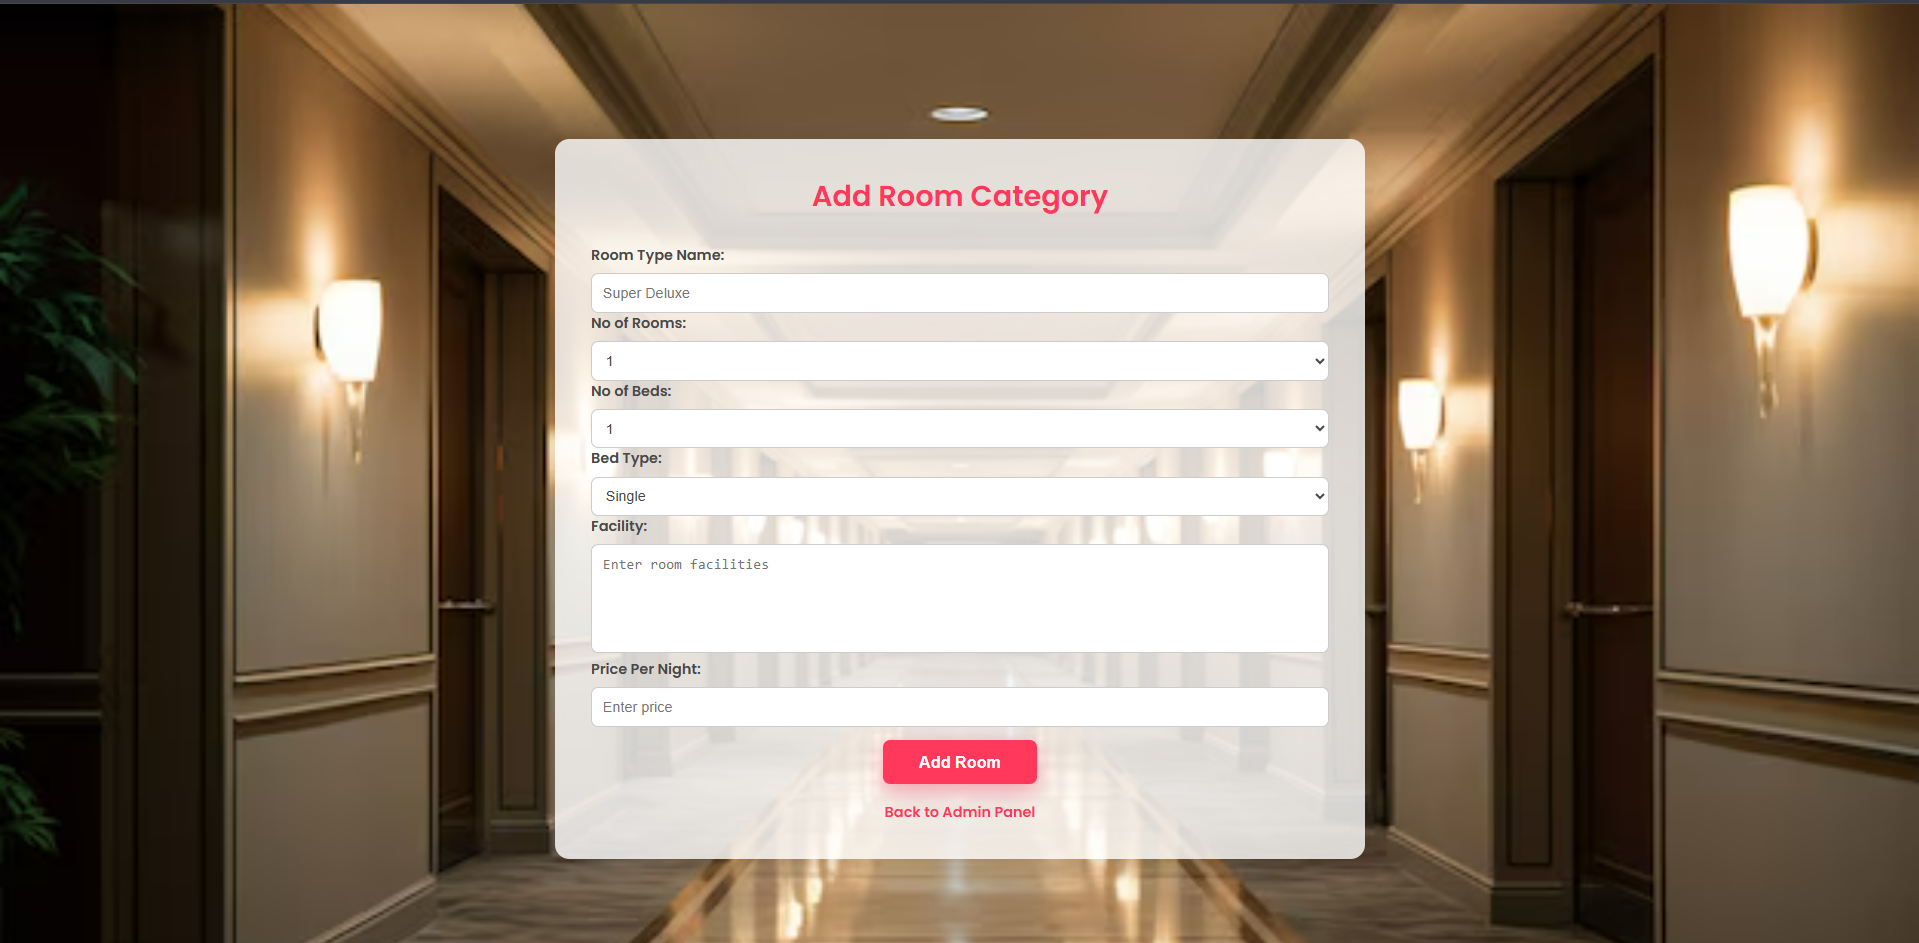 Add Room Category
Room Type Name:
Super Deluxe
No of Rooms:
1
No of Beds:
1
Bed Type:
Single
Facility:
Enter room facilities
Price Per Night:
Enter price
Add Room
Back to Admin Panel